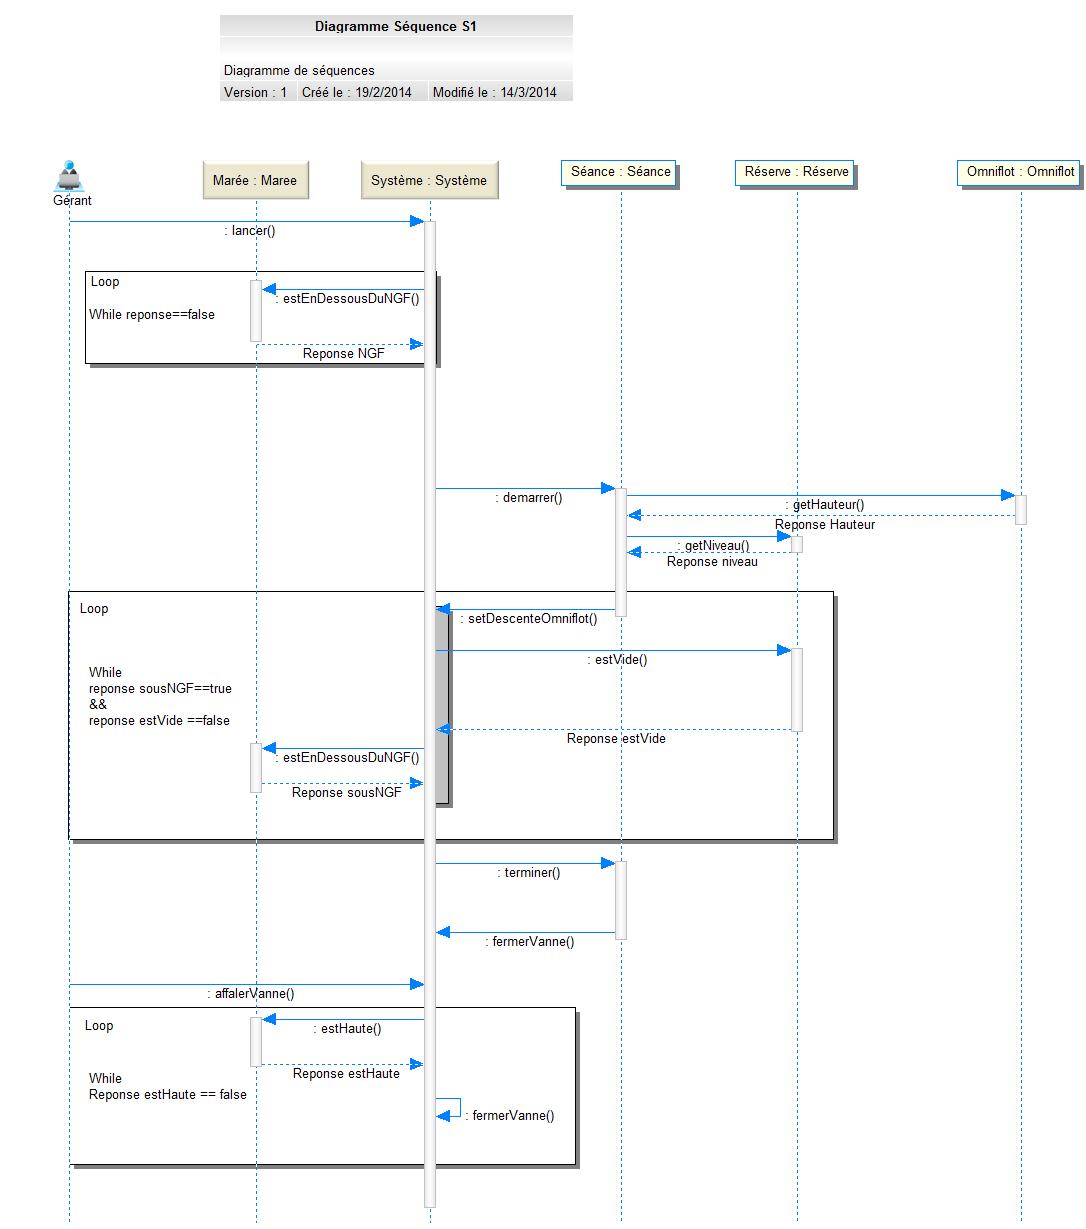 Diagramme Séquence S1
Diagramme de séquences
Version : 1 Créé le : 19/2/2014 Modifié le : 14/3/2014
Gérant
Marée : Maree
Système : Système
Séance : Séance
Réserve : Réserve
Omniflot : Omniflot
: lancer()
Loop
: estEnDessousDuNGF()
While reponse==false
Reponse NGF
: demarrer()
: getHauteur()
Reponse Hauteur
: getNiveau()
Reponse niveau
Loop
: setDescenteOmniflot()
: estVide()
While
reponse sousNGF==true
&&
reponse estVide ==false
Reponse estVide
: estEnDessousDuNGF()
Reponse sousNGF
: terminer()
: fermerVanne()
: affalerVanne()
Loop
: estHaute()
Reponse estHaute
While
Reponse estHaute == false
: fermerVanne()